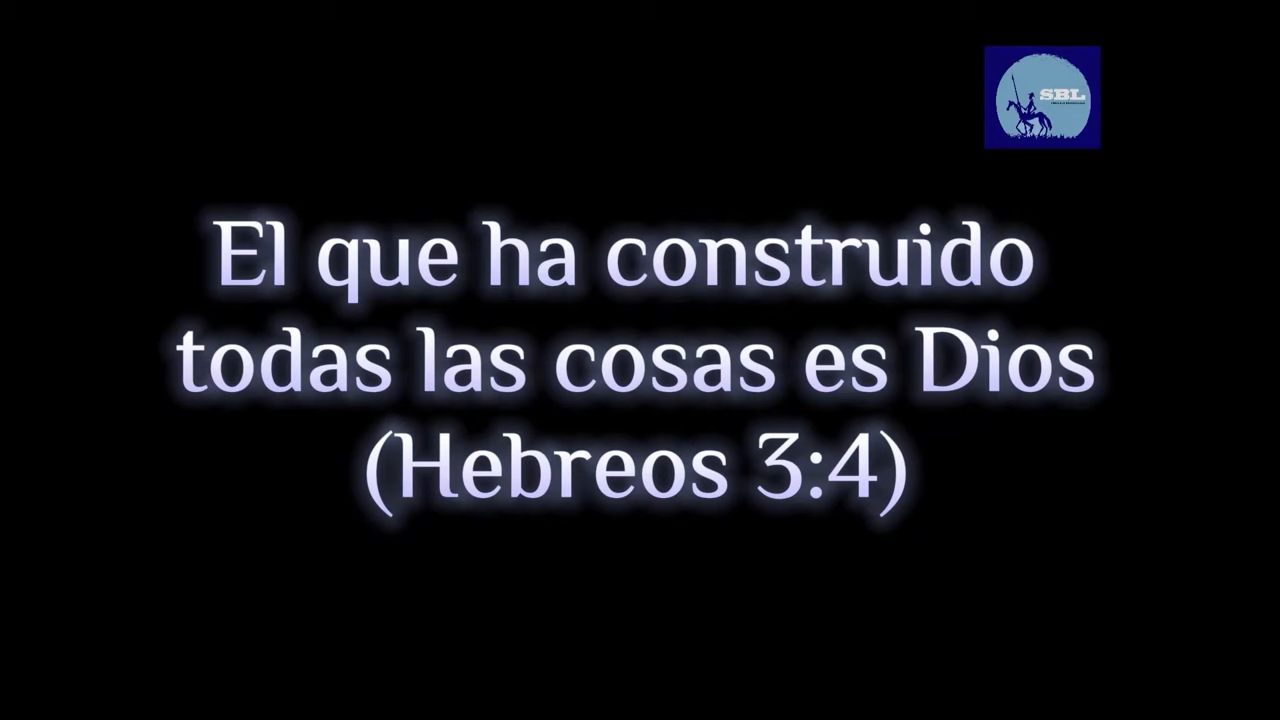 SBL
El que ha construido
todas las cosas es Dios
(Hebreos 3:4)